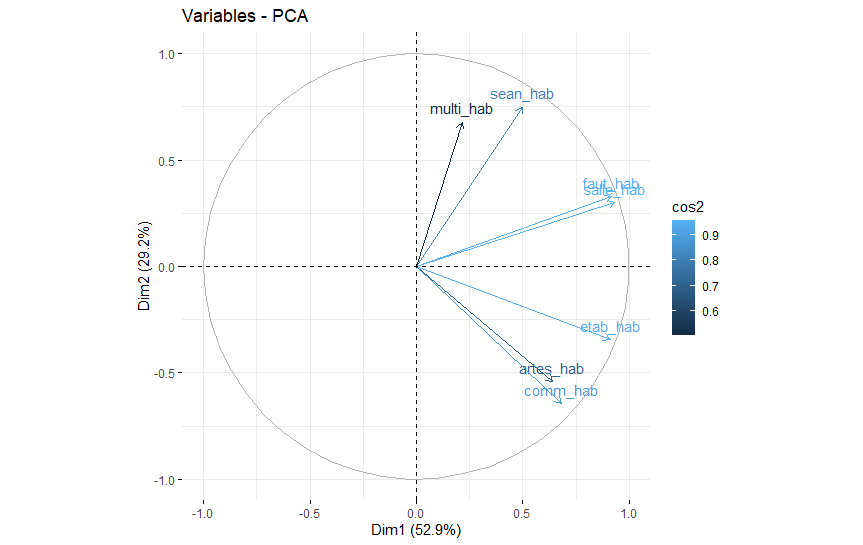 Variables - PCA
1.0
0.5
0.0
-0.5
-1.0
Dim2 (29.2%)
sean_hab
multi_hab
faut_hab
salle_hab
etab_hab
artes_hab
comm_hab
-1.0
-0.5
0.0
0.5
1.0
Dim1 (52.9%)
cos2
0.9
0.8
0.7
0.6